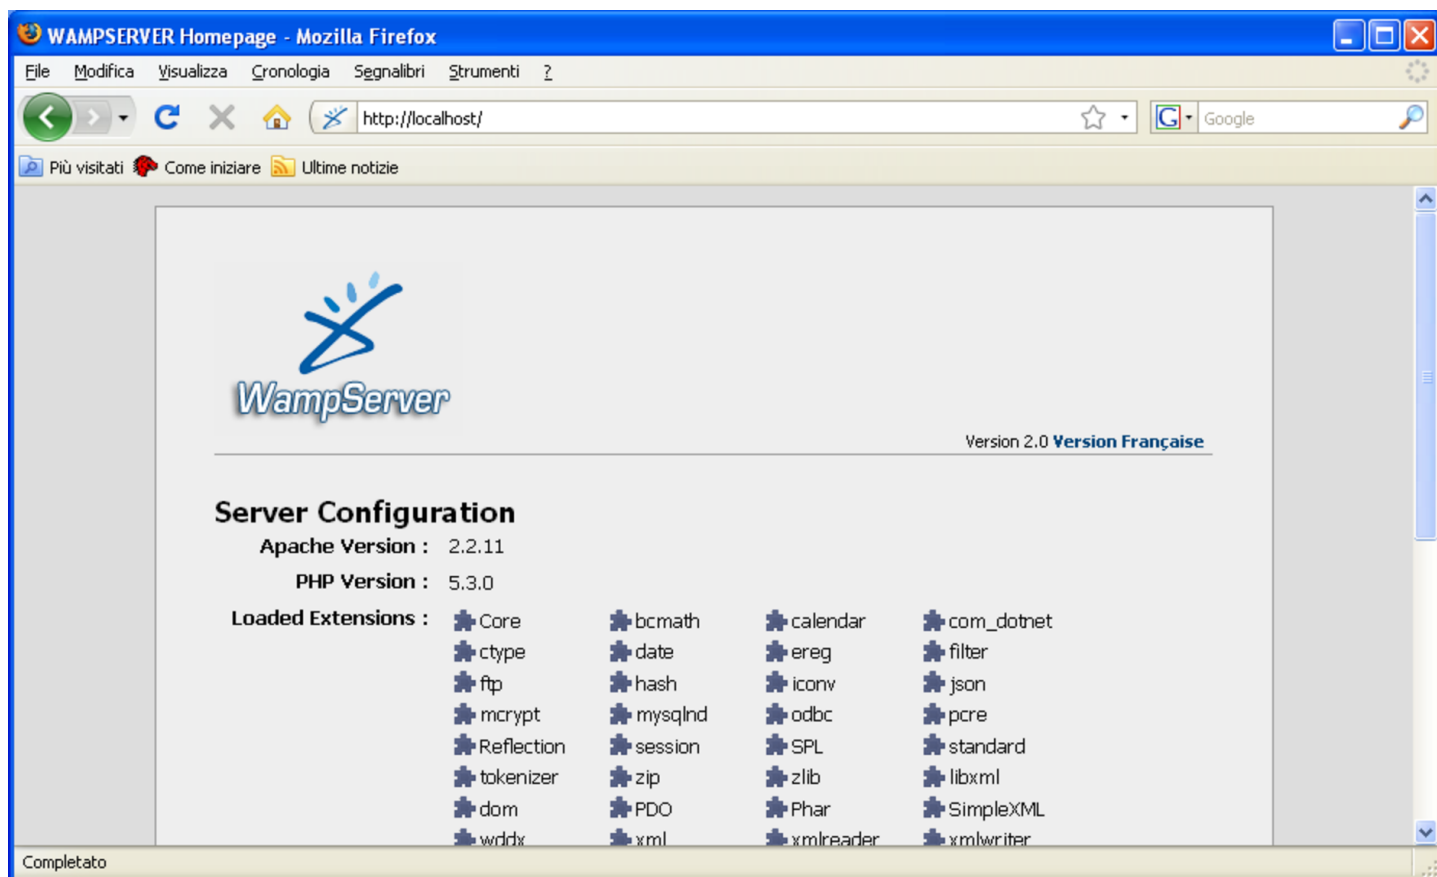 WAMPSERVER Homepage - Mozilla Firefox
File Modifica Visualizza Cronologia Segnalibri Strumenti ?
http://localhost/ G Google
Più visitati Come iniziare Ultime notizie
WampServer
Version 2.0 Version Française
Server Configuration
Apache Version : 2.2.11
PHP Version : 5.3.0
Loaded Extensions : Core bcmath calendar com_dotnet
ctype date ereg filter
ftp hash iconv json
mcrypt mysqlnd odbc pcre
Reflection session SPL standard
tokenizer zip zlib libxml
dom PDO Phar SimpleXML
wddx xml xmlreader xmlwriter
Completato